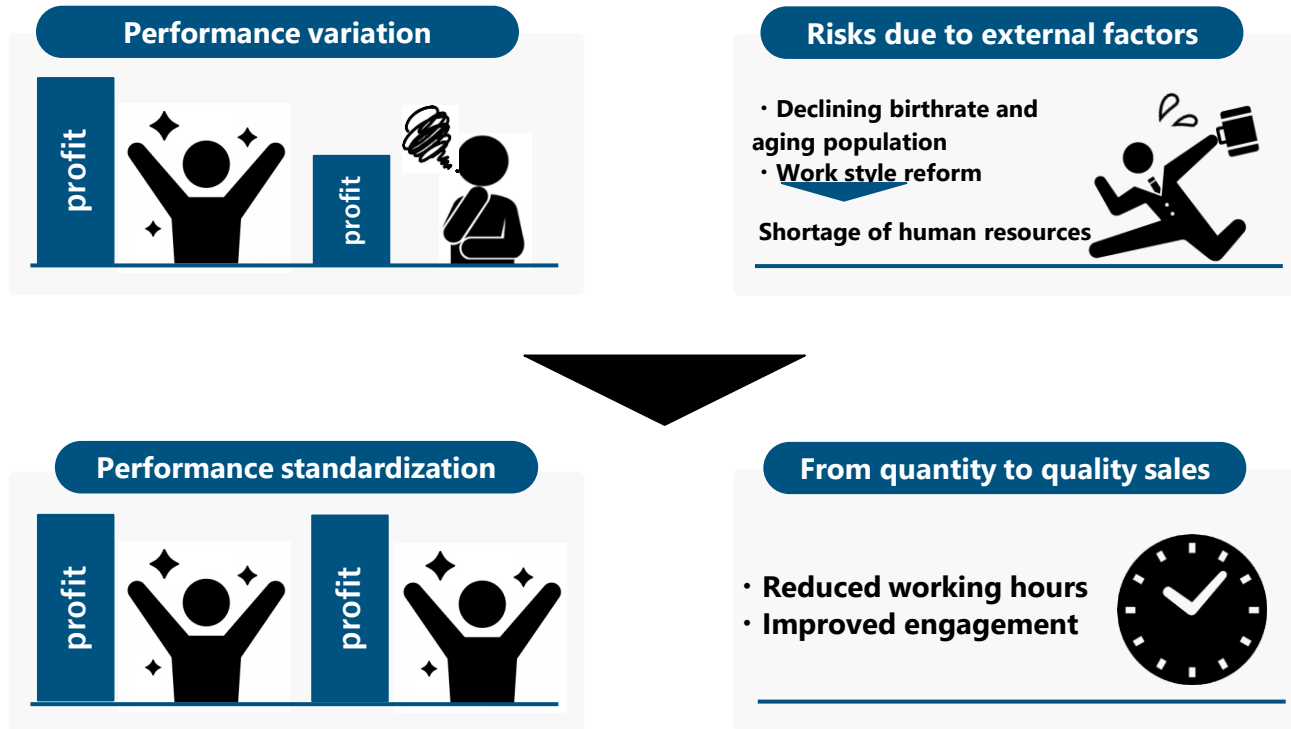 Performance variation
profit
profit
Risks due to external factors
・Declining birthrate and
aging population
・Work style reform
Shortage of human resources
Performance standardization
profit
profit
From quantity to quality sales
・Reduced working hours
・Improved engagement